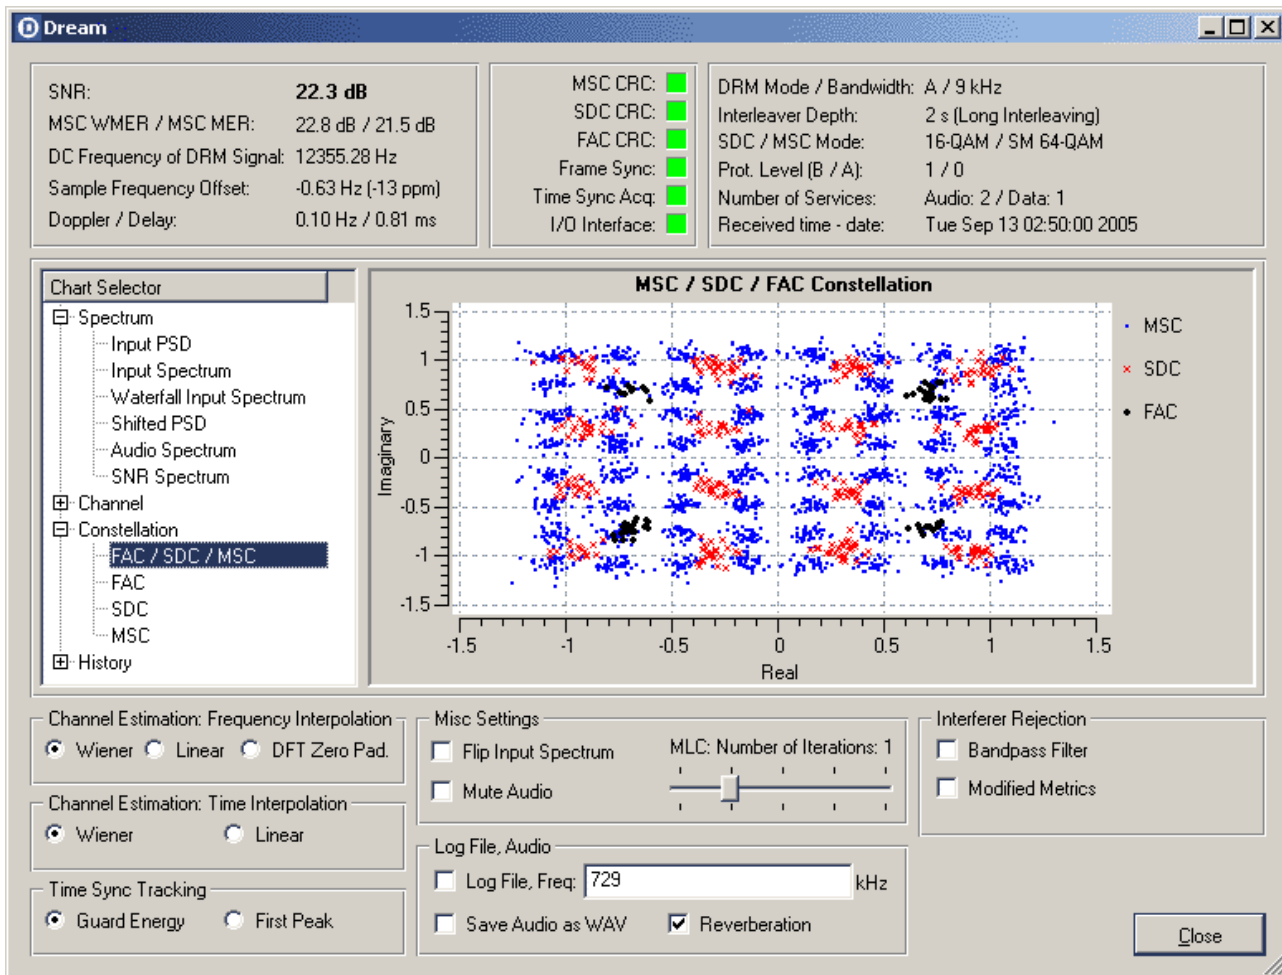 Dream
SNR: 22.3 dB
MSC WMER / MSC MER: 22.8 dB / 21.5 dB
DC Frequency of DRM Signal: 12355.28 Hz
Sample Frequency Offset: -0.63 Hz (-13 ppm)
Doppler / Delay: 0.10 Hz / 0.81 ms
MSC CRC:
SDC CRC:
FAC CRC:
Frame Sync:
Time Sync Acq:
I/O Interface:
DRM Mode / Bandwidth: A / 9 kHz
Interleaver Depth: 2 s (Long Interleaving)
SDC / MSC Mode: 16-QAM / SM 64-QAM
Prot. Level (B / A): 1 / 0
Number of Services: Audio: 2 / Data: 1
Received time - date: Tue Sep 13 02:50:00 2005
Chart Selector
Spectrum
Input PSD
Input Spectrum
Waterfall Input Spectrum
Shifted PSD
Audio Spectrum
SNR Spectrum
Channel
Constellation
FAC / SDC / MSC
FAC
SDC
MSC
History
MSC / SDC / FAC Constellation
1.5
1
0.5
0
-0.5
-1
-1.5
Imaginary
-1.5 -1 -0.5 0 0.5 1 1.5
Real
MSC
SDC
FAC
Channel Estimation: Frequency Interpolation
Wiener Linear DFT Zero Pad.
Channel Estimation: Time Interpolation
Wiener Linear
Time Sync Tracking
Guard Energy First Peak
Misc Settings
Flip Input Spectrum
Mute Audio
MLC: Number of Iterations: 1
Log File, Audio
Log File, Freq: 729 kHz
Save Audio as WAV Reverberation
Interferer Rejection
Bandpass Filter
Modified Metrics
Close